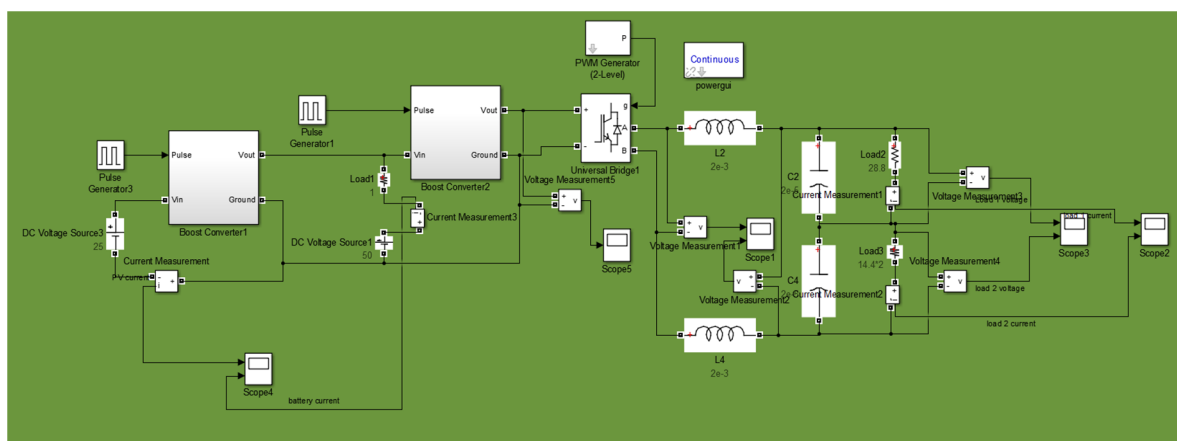 P
PWM Generator
(2-Level)
Continuous
powergui
Pulse
Vout
Vin
Ground
Boost Converter2
Pulse
Generator1
g
+
A
-
B
Universal Bridge1
L2
2e-3
Pulse
Vout
Vin
Ground
Boost Converter1
Pulse
Generator3
DC Voltage Source3
25
Load1
1
Current Measurement3
DC Voltage Source1
50
Current Measurement
PV current
Voltage Measurement5
v
Scope5
v
Voltage Measurement1
Scope1
v
Voltage Measurement2
C2
Current Measurement1
Load2
28.8
v
Voltage Measurement3
Load 1 voltage
load 1 current
Scope3
Scope2
C4
Current Measurement2
Load3
14.4*2
Voltage Measurement4
v
load 2 voltage
load 2 current
L4
2e-3
Scope4
battery current